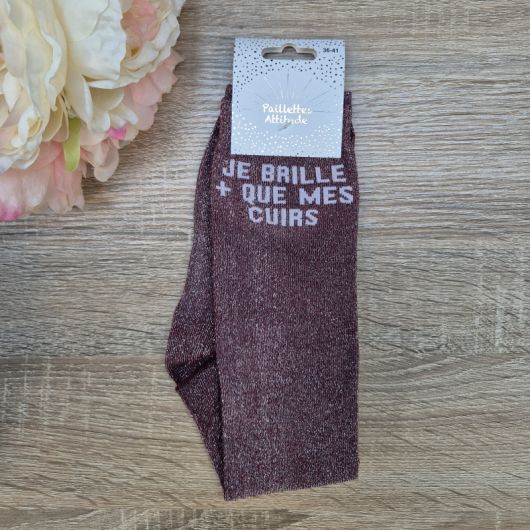 36-41
Paillettes
Attitude
JE BRILLE
+ QUE MES
CUIRS